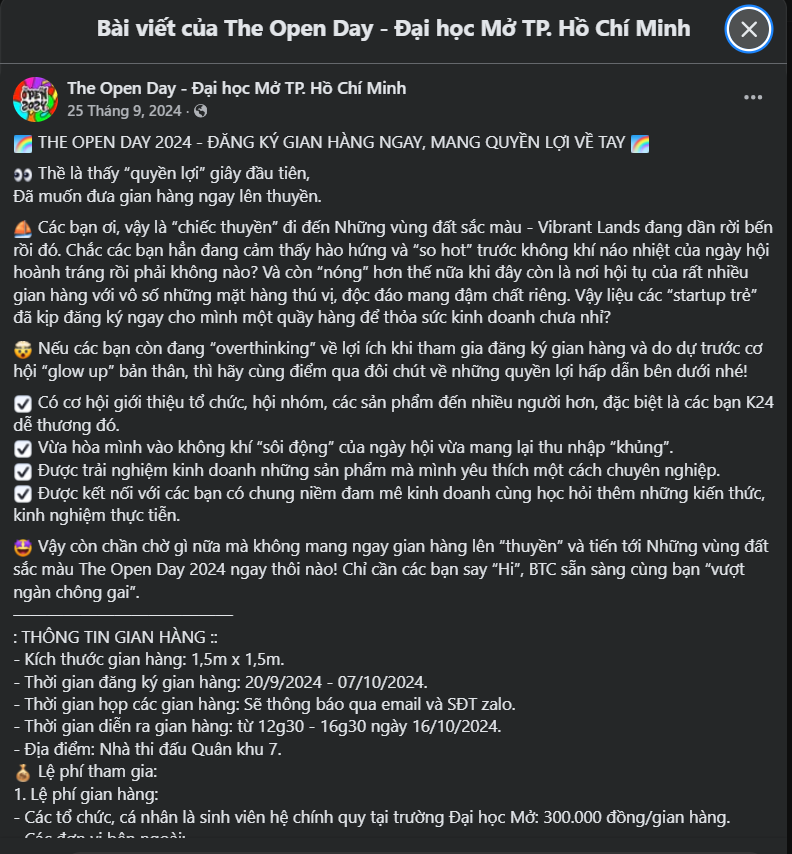 Bài viết của The Open Day - Đại học Mở TP. Hồ Chí Minh
The Open Day - Đại học Mở TP. Hồ Chí Minh
25 Tháng 9, 2024 ·
🌈 THE OPEN DAY 2024 - ĐĂNG KÝ GIAN HÀNG NGAY, MANG QUYỀN LỢI VỀ TAY 🌈
👀 Thề là thấy “quyền lợi” giây đầu tiên,
Đã muốn đưa gian hàng ngay lên thuyền.
⛵ Các bạn ơi, vậy là “chiếc thuyền” đi đến Những vùng đất sắc màu - Vibrant Lands đang dần rời bến
rồi đó. Chắc các bạn hẳn đang cảm thấy hào hứng và “so hot” trước không khí náo nhiệt của ngày hội
hoành tráng rồi phải không nào? Và còn “nóng” hơn thế nữa khi đây còn là nơi hội tụ của rất nhiều
gian hàng với vô số những mặt hàng thú vị, độc đáo mang đậm chất riêng. Vậy liệu các “startup trẻ”
đã kịp đăng ký ngay cho mình một quầy hàng để thỏa sức kinh doanh chưa nhỉ?
🤯 Nếu các bạn còn đang “overthinking” về lợi ích khi tham gia đăng ký gian hàng và do dự trước cơ
hội “glow up” bản thân, thì hãy cùng điểm qua đôi chút về những quyền lợi hấp dẫn bên dưới nhé!
☑️ Có cơ hội giới thiệu tổ chức, hội nhóm, các sản phẩm đến nhiều người hơn, đặc biệt là các bạn K24
dễ thương đó.
☑️ Vừa hòa mình vào không khí “sôi động” của ngày hội vừa mang lại thu nhập “khủng”.
☑️ Được trải nghiệm kinh doanh những sản phẩm mà mình yêu thích một cách chuyên nghiệp.
☑️ Được kết nối với các bạn có chung niềm đam mê kinh doanh cùng học hỏi thêm những kiến thức,
kinh nghiệm thực tiễn.
🤩 Vậy còn chần chờ gì nữa mà không mang ngay gian hàng lên “thuyền” và tiến tới Những vùng đất
sắc màu The Open Day 2024 ngay thôi nào! Chỉ cần các bạn say “Hi”, BTC sẵn sàng cùng bạn “vượt
ngàn chông gai”.
: THÔNG TIN GIAN HÀNG ::
- Kích thước gian hàng: 1,5m x 1,5m.
- Thời gian đăng ký gian hàng: 20/9/2024 - 07/10/2024.
- Thời gian họp các gian hàng: Sẽ thông báo qua email và SĐT zalo.
- Thời gian diễn ra gian hàng: từ 12g30 - 16g30 ngày 16/10/2024.
- Địa điểm: Nhà thi đấu Quân khu 7.
💰 Lệ phí tham gia:
1. Lệ phí gian hàng:
- Các tổ chức, cá nhân là sinh viên hệ chính quy tại trường Đại học Mở: 300.000 đồng/gian hàng.
- Các đơn vị bên ngoài: